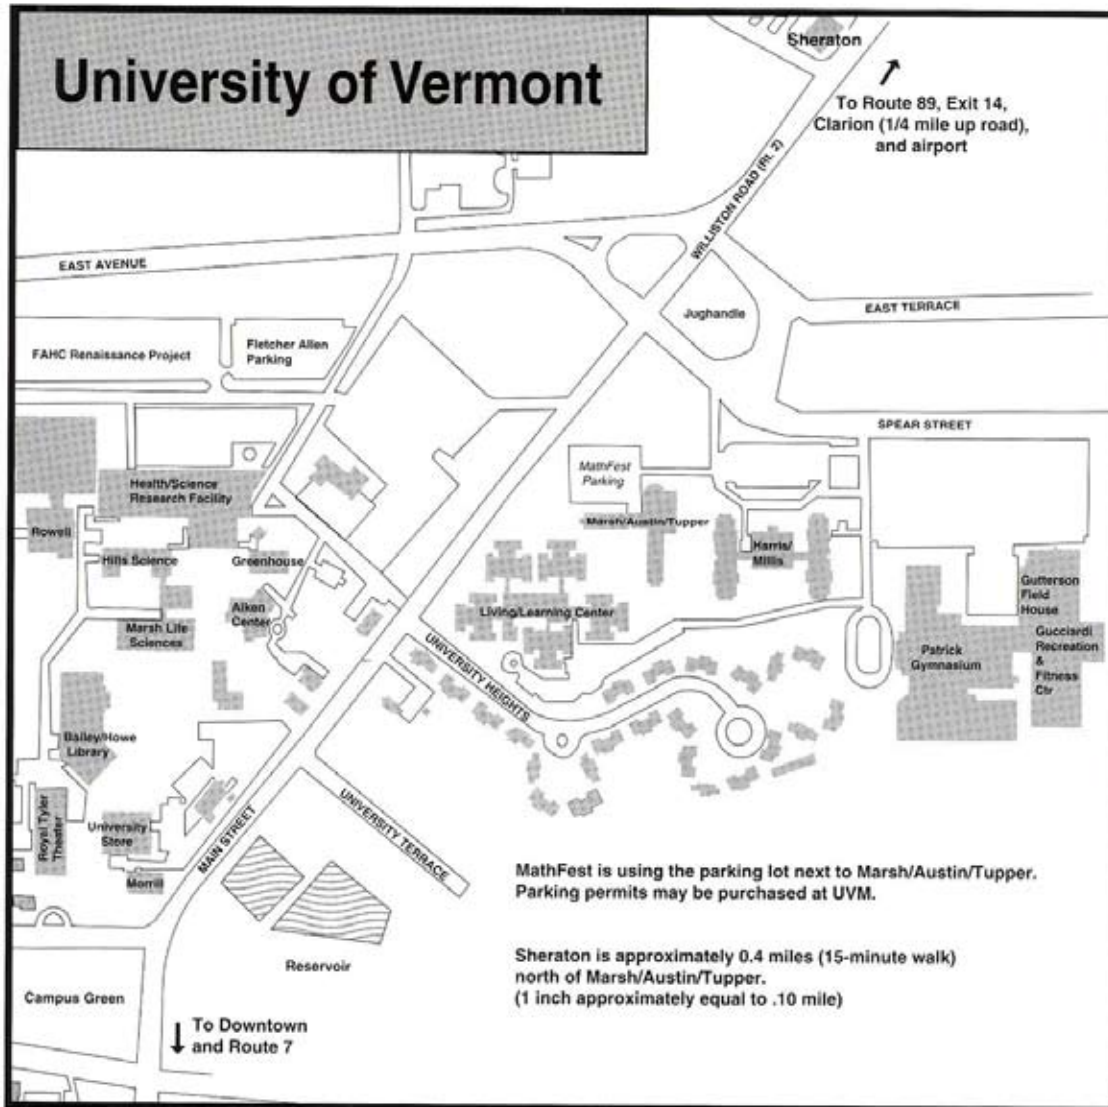 University of Vermont
Sheraton
To Route 89, Exit 14,
Clarion (1/4 mile up road),
and airport
WILLISTON ROAD (Rt. 2)
EAST AVENUE
EAST TERRACE
Jughandle
FAHC Renaissance Project
Fletcher Allen
Parking
SPEAR STREET
MathFest
Parking
Health/Science
Research Facility
Marsh/Austin/Tupper
Rowell
Hills Science
Greenhouse
Harris/
Millis
Gutterson
Field
House
Aiken
Center
Living/Learning Center
Marsh Life
Sciences
UNIVERSITY HEIGHTS
Patrick
Gymnasium
Gucciardi
Recreation
&
Fitness
Ctr
Bailey/Howe
Library
Royal Tyler
Theater
University
Store
MAIN STREET
UNIVERSITY TERRACE
Morrill
MathFest is using the parking lot next to Marsh/Austin/Tupper.
Parking permits may be purchased at UVM.
Reservoir
Sheraton is approximately 0.4 miles (15-minute walk)
north of Marsh/Austin/Tupper.
(1 inch approximately equal to .10 mile)
Campus Green
To Downtown
and Route 7